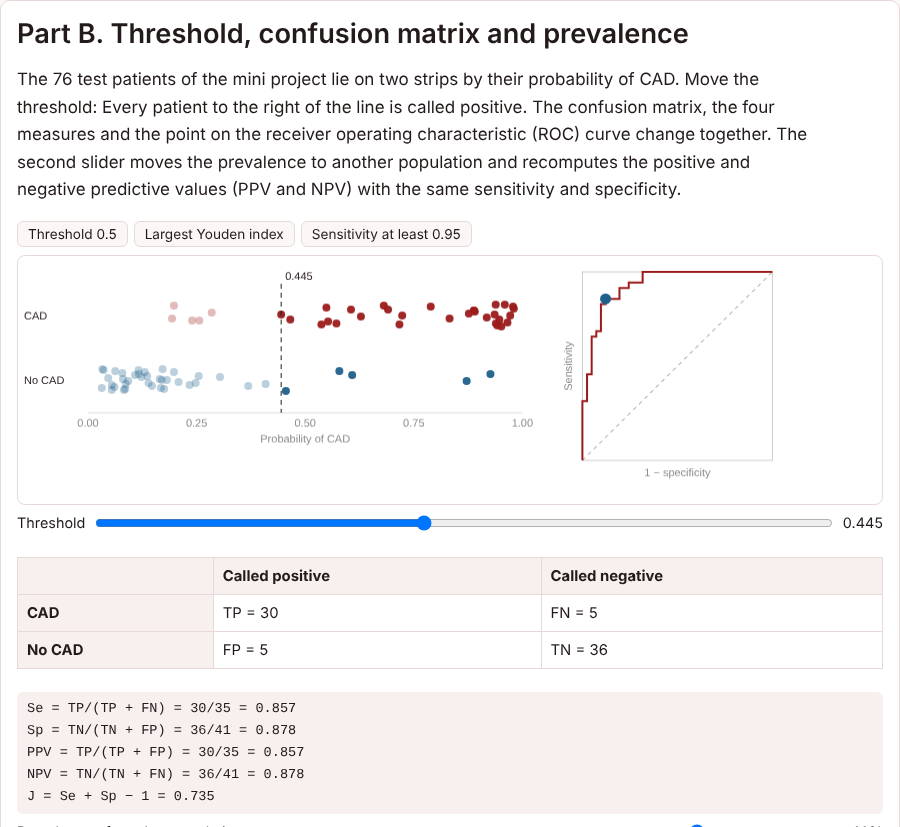 Part B. Threshold, confusion matrix and prevalence
The 76 test patients of the mini project lie on two strips by their probability of CAD. Move the
threshold: Every patient to the right of the line is called positive. The confusion matrix, the four
measures and the point on the receiver operating characteristic (ROC) curve change together. The
second slider moves the prevalence to another population and recomputes the positive and
negative predictive values (PPV and NPV) with the same sensitivity and specificity.
Threshold 0.5 Largest Youden index Sensitivity at least 0.95
0.445
CAD
No CAD
0.00 0.25 0.50 0.75 1.00
Probability of CAD
Sensitivity
1 − specificity
Threshold 0.445
Called positive Called negative
CAD TP = 30 FN = 5
No CAD FP = 5 TN = 36
Se = TP/(TP + FN) = 30/35 = 0.857
Sp = TN/(TN + FP) = 36/41 = 0.878
PPV = TP/(TP + FP) = 30/35 = 0.857
NPV = TN/(TN + FN) = 36/41 = 0.878
J = Se + Sp − 1 = 0.735